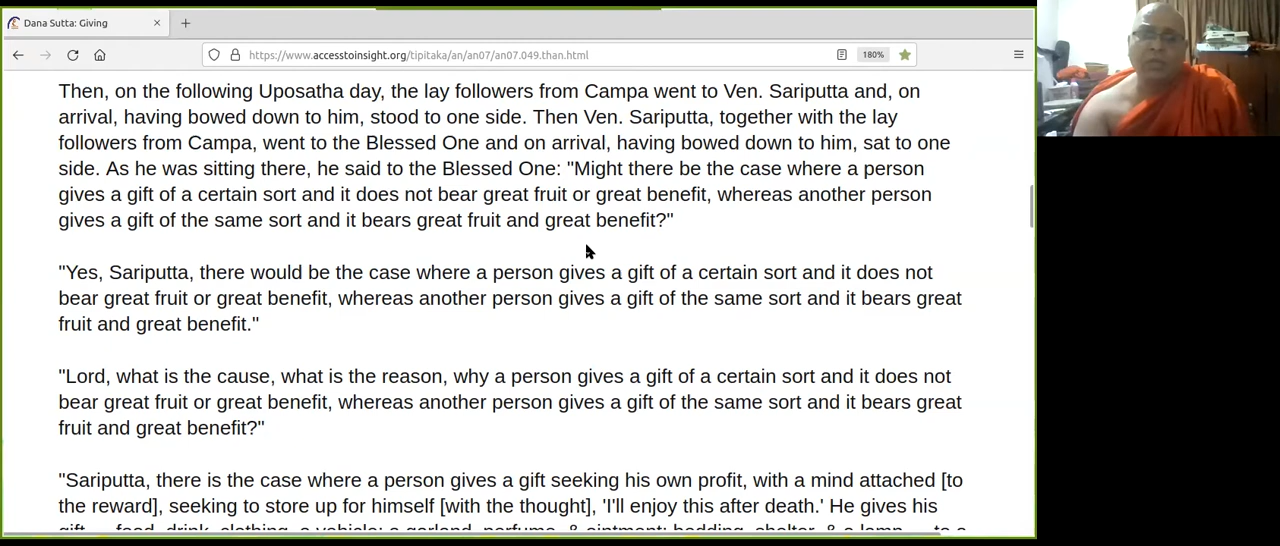 Dana Sutta: Giving
https://www.accesstoinsight.org/tipitaka/an/an07/an07.049.than.html
180%
Then, on the following Uposatha day, the lay followers from Campa went to Ven. Sariputta and, on
arrival, having bowed down to him, stood to one side. Then Ven. Sariputta, together with the lay
followers from Campa, went to the Blessed One and on arrival, having bowed down to him, sat to one
side. As he was sitting there, he said to the Blessed One: "Might there be the case where a person
gives a gift of a certain sort and it does not bear great fruit or great benefit, whereas another person
gives a gift of the same sort and it bears great fruit and great benefit?"
"Yes, Sariputta, there would be the case where a person gives a gift of a certain sort and it does not
bear great fruit or great benefit, whereas another person gives a gift of the same sort and it bears great
fruit and great benefit."
"Lord, what is the cause, what is the reason, why a person gives a gift of a certain sort and it does not
bear great fruit or great benefit, whereas another person gives a gift of the same sort and it bears great
fruit and great benefit?"
"Sariputta, there is the case where a person gives a gift seeking his own profit, with a mind attached [to
the reward], seeking to store up for himself [with the thought], 'I'll enjoy this after death.' He gives his
gift — food, drink, clothing, a vehicle; a garland, perfume, & ointment; bedding, shelter, & a lamp — to a